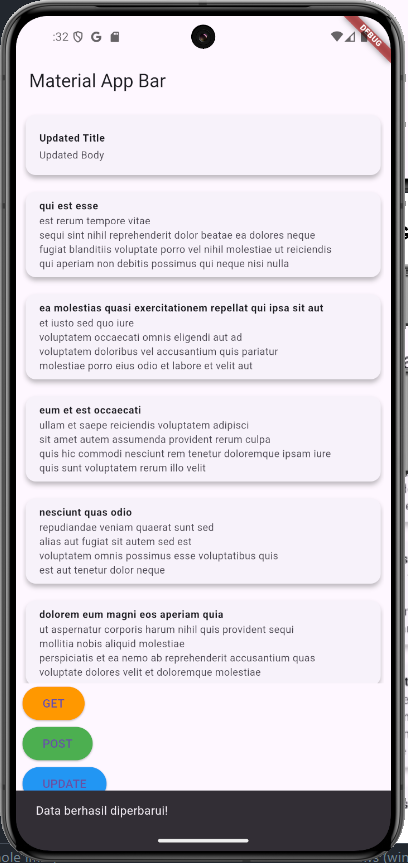 :32
DEBUG
Material App Bar
Updated Title
Updated Body
qui est esse
est rerum tempore vitae
sequi sint nihil reprehenderit dolor beatae ea dolores neque
fugiat blanditiis voluptate porro vel nihil molestiae ut reiciendis
qui aperiam non debitis possimus qui neque nisi nulla
ea molestias quasi exercitationem repellat qui ipsa sit aut
et iusto sed quo iure
voluptatem occaecati omnis eligendi aut ad
voluptatem doloribus vel accusantium quis pariatur
molestiae porro eius odio et labore et velit aut
eum et est occaecati
ullam et saepe reiciendis voluptatem adipisci
sit amet autem assumenda provident rerum culpa
quis hic commodi nesciunt rem tenetur doloremque ipsam iure
quis sunt voluptatem rerum illo velit
nesciunt quas odio
repudiandae veniam quaerat sunt sed
alias aut fugiat sit autem sed est
voluptatem omnis possimus esse voluptatibus quis
est aut tenetur dolor neque
dolorem eum magni eos aperiam quia
ut aspernatur corporis harum nihil quis provident sequi
mollitia nobis aliquid molestiae
perspiciatis et ea nemo ab reprehenderit accusantium quas
voluptate dolores velit et doloremque molestiae
GET
POST
UPDATE
Data berhasil diperbarui!